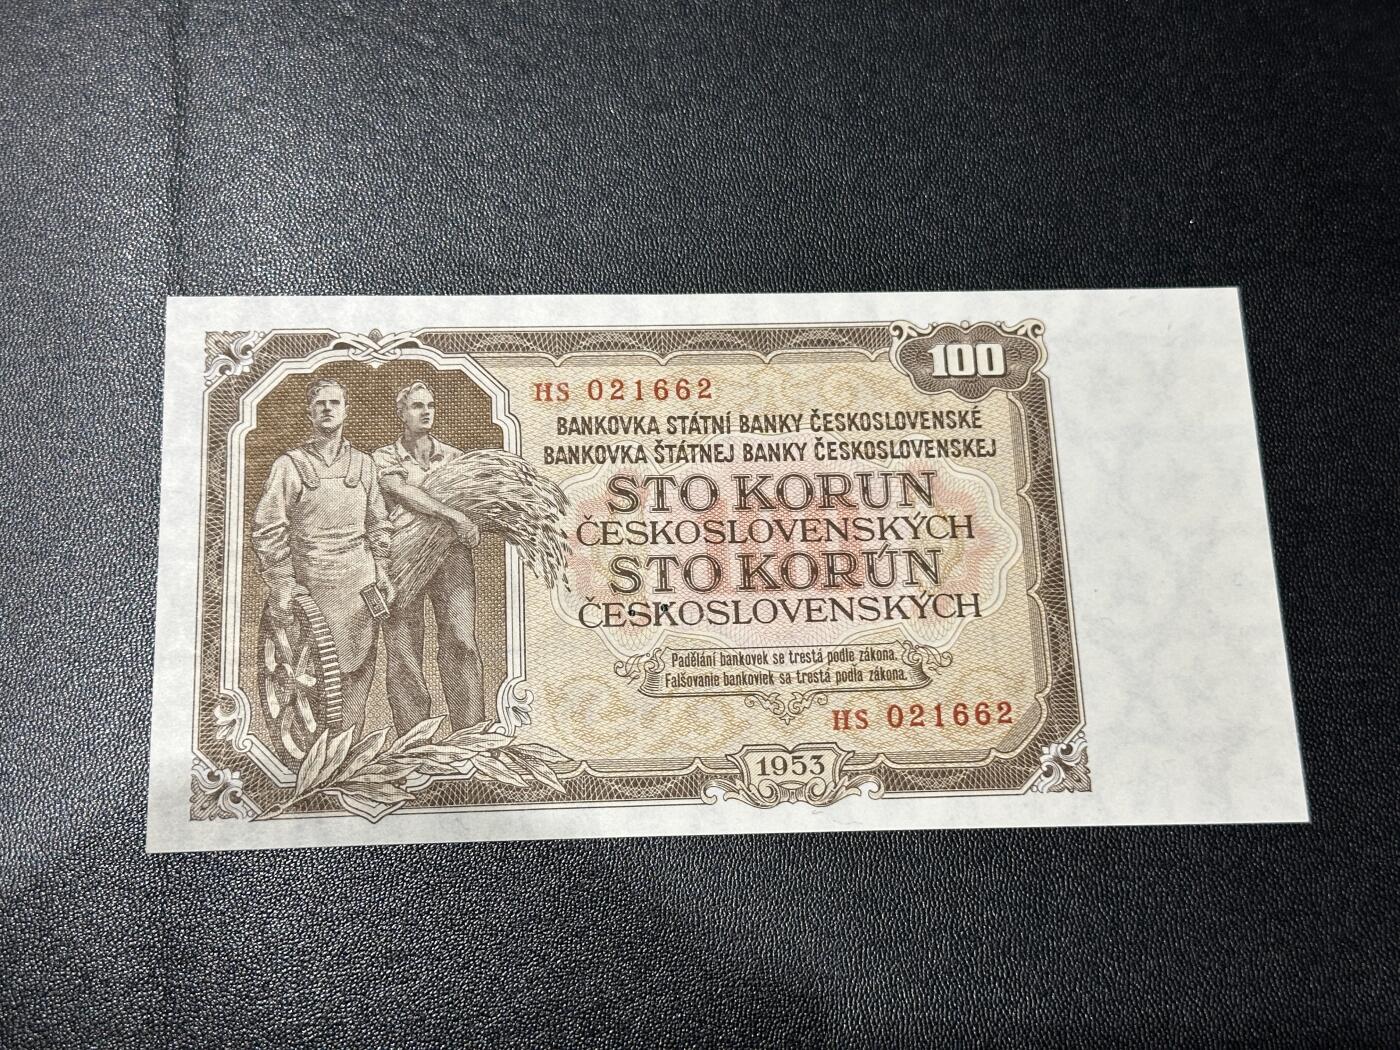 100
HS 021662
BANKOVKA STÁTNÍ BANKY ČESKOSLOVENSKÉ
BANKOVKA ŠTÁTNEJ BANKY ČESKOSLOVENSKEJ
STO KORUN
ČESKOSLOVENSKÝCH
STO KORÚN
ČESKOSLOVENSKÝCH
Padělání bankovek se trestá podle zákona.
Falšovanie bankoviek sa trestá podľa zákona.
HS 021662
1953